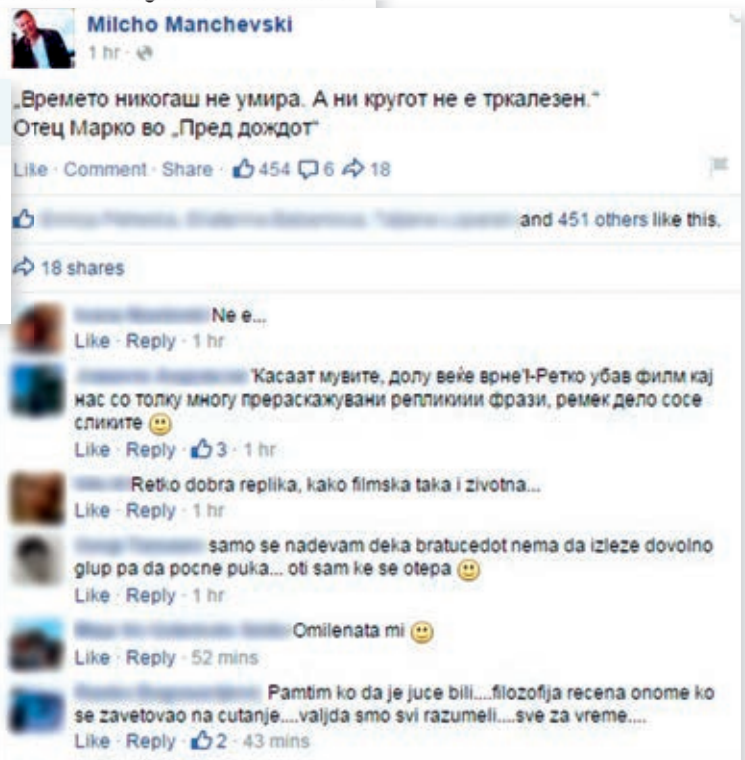 Milcho Manchevski
1 hr
„Времето никогаш не умира. А ни кругот не е тркалезен.“
Отец Марко во „Пред дождот“
Like · Comment · Share · 454 6 18
and 451 others like this.
18 shares
Ne e...
Like · Reply · 1 hr
'Касаат мувите, долу веќе врне'!-Ретко убав филм кај
нас со толку многу прераскажувани репликиии фрази, ремек дело сосе
сликите
Like · Reply · 3 · 1 hr
Retko dobra replika, kako filmska taka i zivotna...
Like · Reply · 1 hr
samo se nadevam deka bratucedot nema da izleze dovolno
glup pa da pocne puka... oti sam ke se otepa
Like · Reply · 1 hr
Omilenata mi
Like · Reply · 52 mins
Pamtim ko da je juce bili....filozofija recena onome ko
se zavetovao na cutanje....valjda smo svi razumeli....sve za vreme....
Like · Reply · 2 · 43 mins